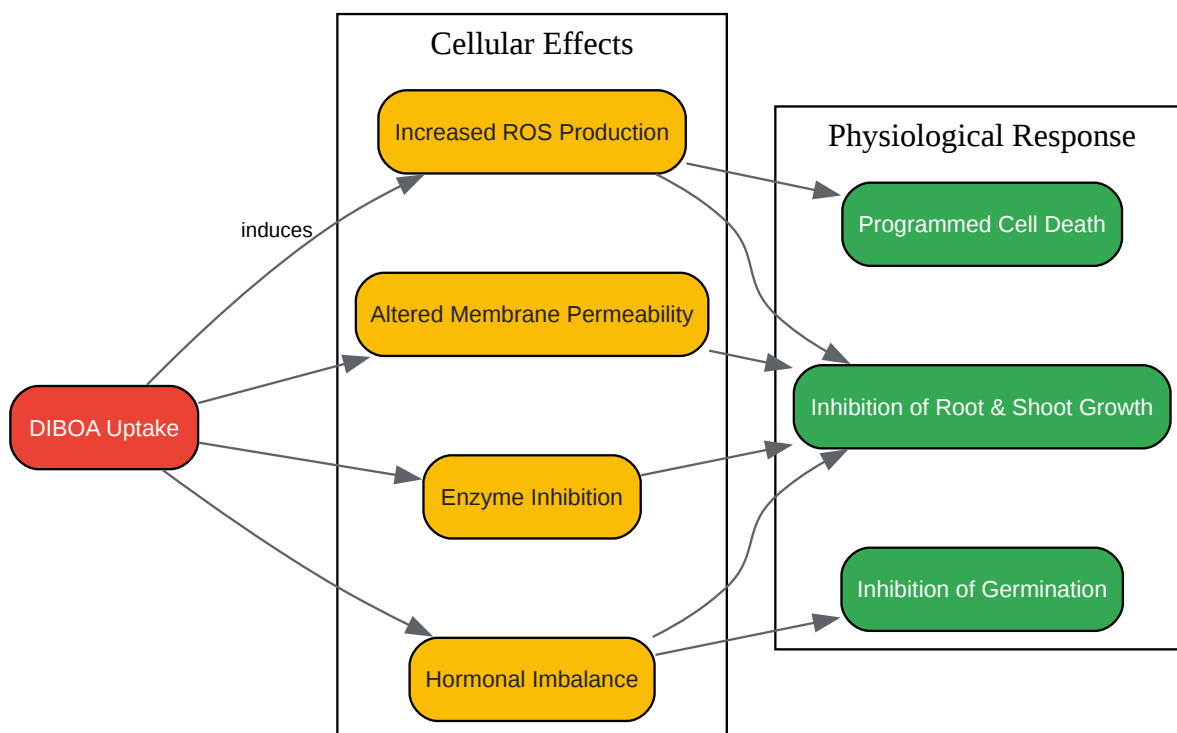 Cellular Effects
Increased ROS Production
Physiological Response
Programmed Cell Death
induces
Altered Membrane Permeability
DIBOA Uptake
Inhibition of Root & Shoot Growth
Enzyme Inhibition
Inhibition of Germination
Hormonal Imbalance